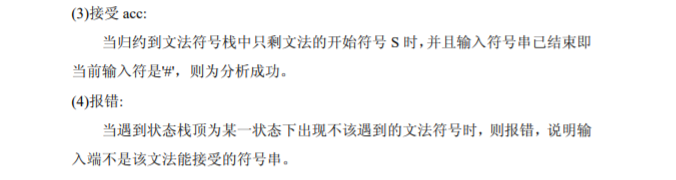 (3)接受 acc:
当归约到文法符号栈中只剩文法的开始符号 S 时，并且输入符号串已结束即
当前输入符是'#'，则为分析成功。
(4)报错:
当遇到状态栈顶为某一状态下出现不该遇到的文法符号时，则报错，说明输
入端不是该文法能接受的符号串。